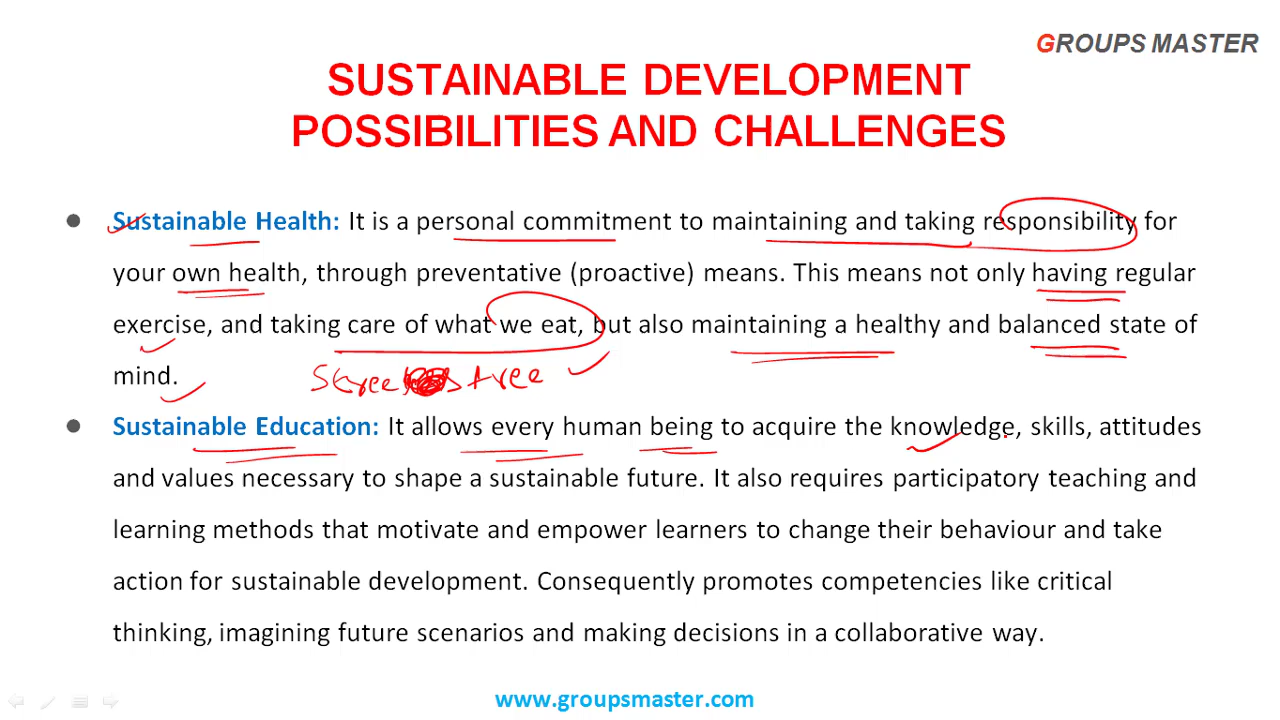 GROUPS MASTER
SUSTAINABLE DEVELOPMENT
POSSIBILITIES AND CHALLENGES
● Sustainable Health: It is a personal commitment to maintaining and taking responsibility for
your own health, through preventative (proactive) means. This means not only having regular
exercise, and taking care of what we eat, but also maintaining a healthy and balanced state of
mind.
free
● Sustainable Education: It allows every human being to acquire the knowledge, skills, attitudes
and values necessary to shape a sustainable future. It also requires participatory teaching and
learning methods that motivate and empower learners to change their behaviour and take
action for sustainable development. Consequently promotes competencies like critical
thinking, imagining future scenarios and making decisions in a collaborative way.
www.groupsmaster.com